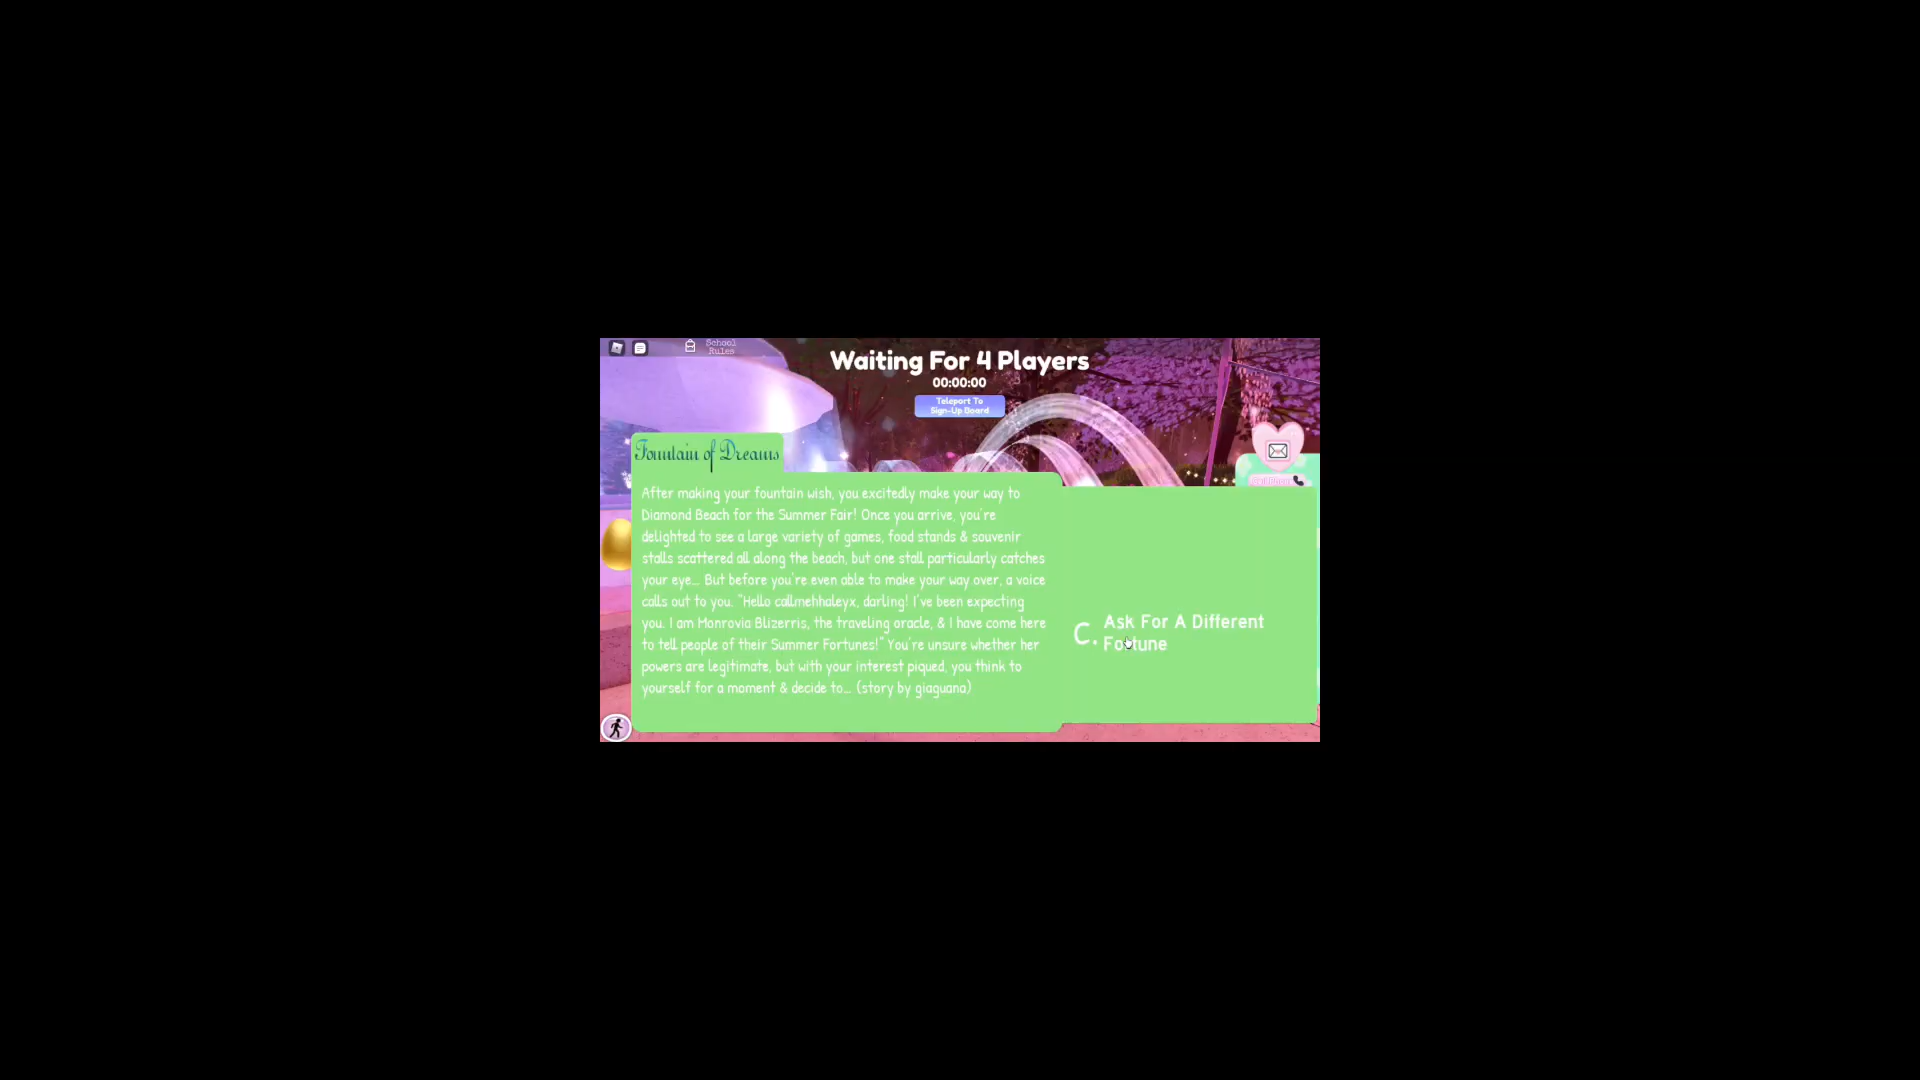 School
Rules
Waiting For 4 Players
00:00:00
Teleport To
Sign-Up Board
Fountain of Dreams
After making your fountain wish, you excitedly make your way to
Diamond Beach for the Summer Fair! Once you arrive, you're
delighted to see a large variety of games, food stands & souvenir
stalls scattered all along the beach, but one stall particularly catches
your eye... But before you're even able to make your way over, a voice
calls out to you. "Hello callmehhaleyx, darling! I've been expecting
you. I am Monrovia Blizerris, the traveling oracle, & I have come here
to tell people of their Summer Fortunes!" You're unsure whether her
powers are legitimate, but with your interest piqued, you think to
yourself for a moment & decide to... (story by giaguana)
C. Ask For A Different
Fortune